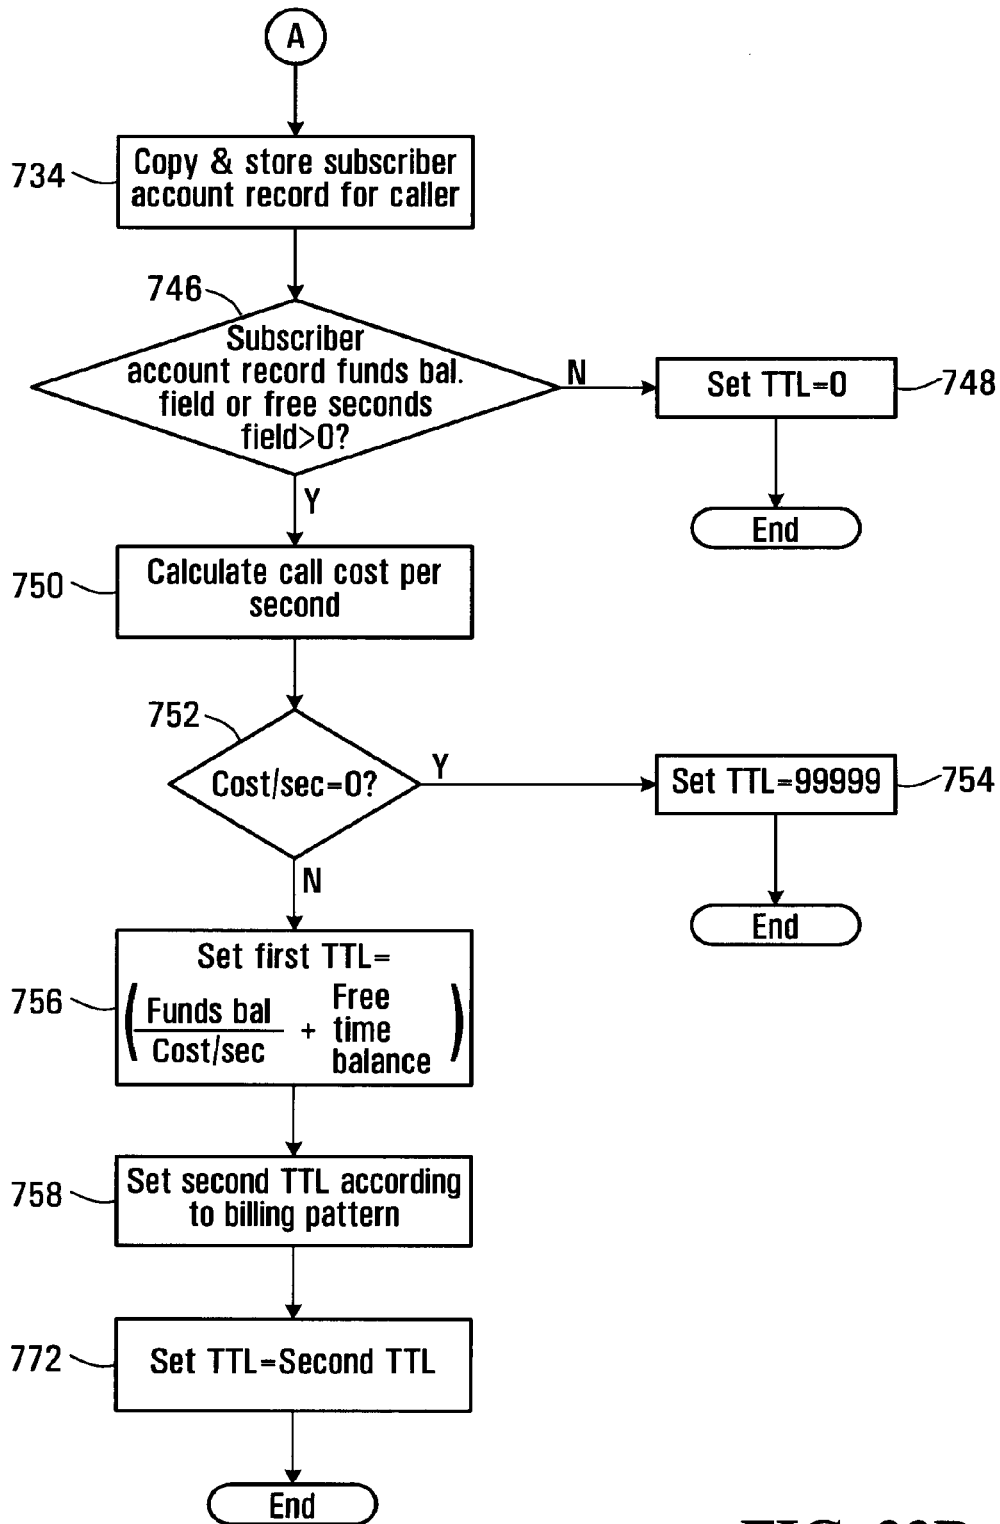 A
734
Copy & store subscriber
account record for caller
746
Subscriber
account record funds bal.
field or free seconds
field>0?
N
Set TTL=0
748
End
Y
750
Calculate call cost per
second
752
Cost/sec=0?
Y
Set TTL=99999
754
End
N
756
Set first TTL=
( Funds bal
Cost/sec
+
Free
time
balance )
758
Set second TTL according
to billing pattern
772
Set TTL=Second TTL
End